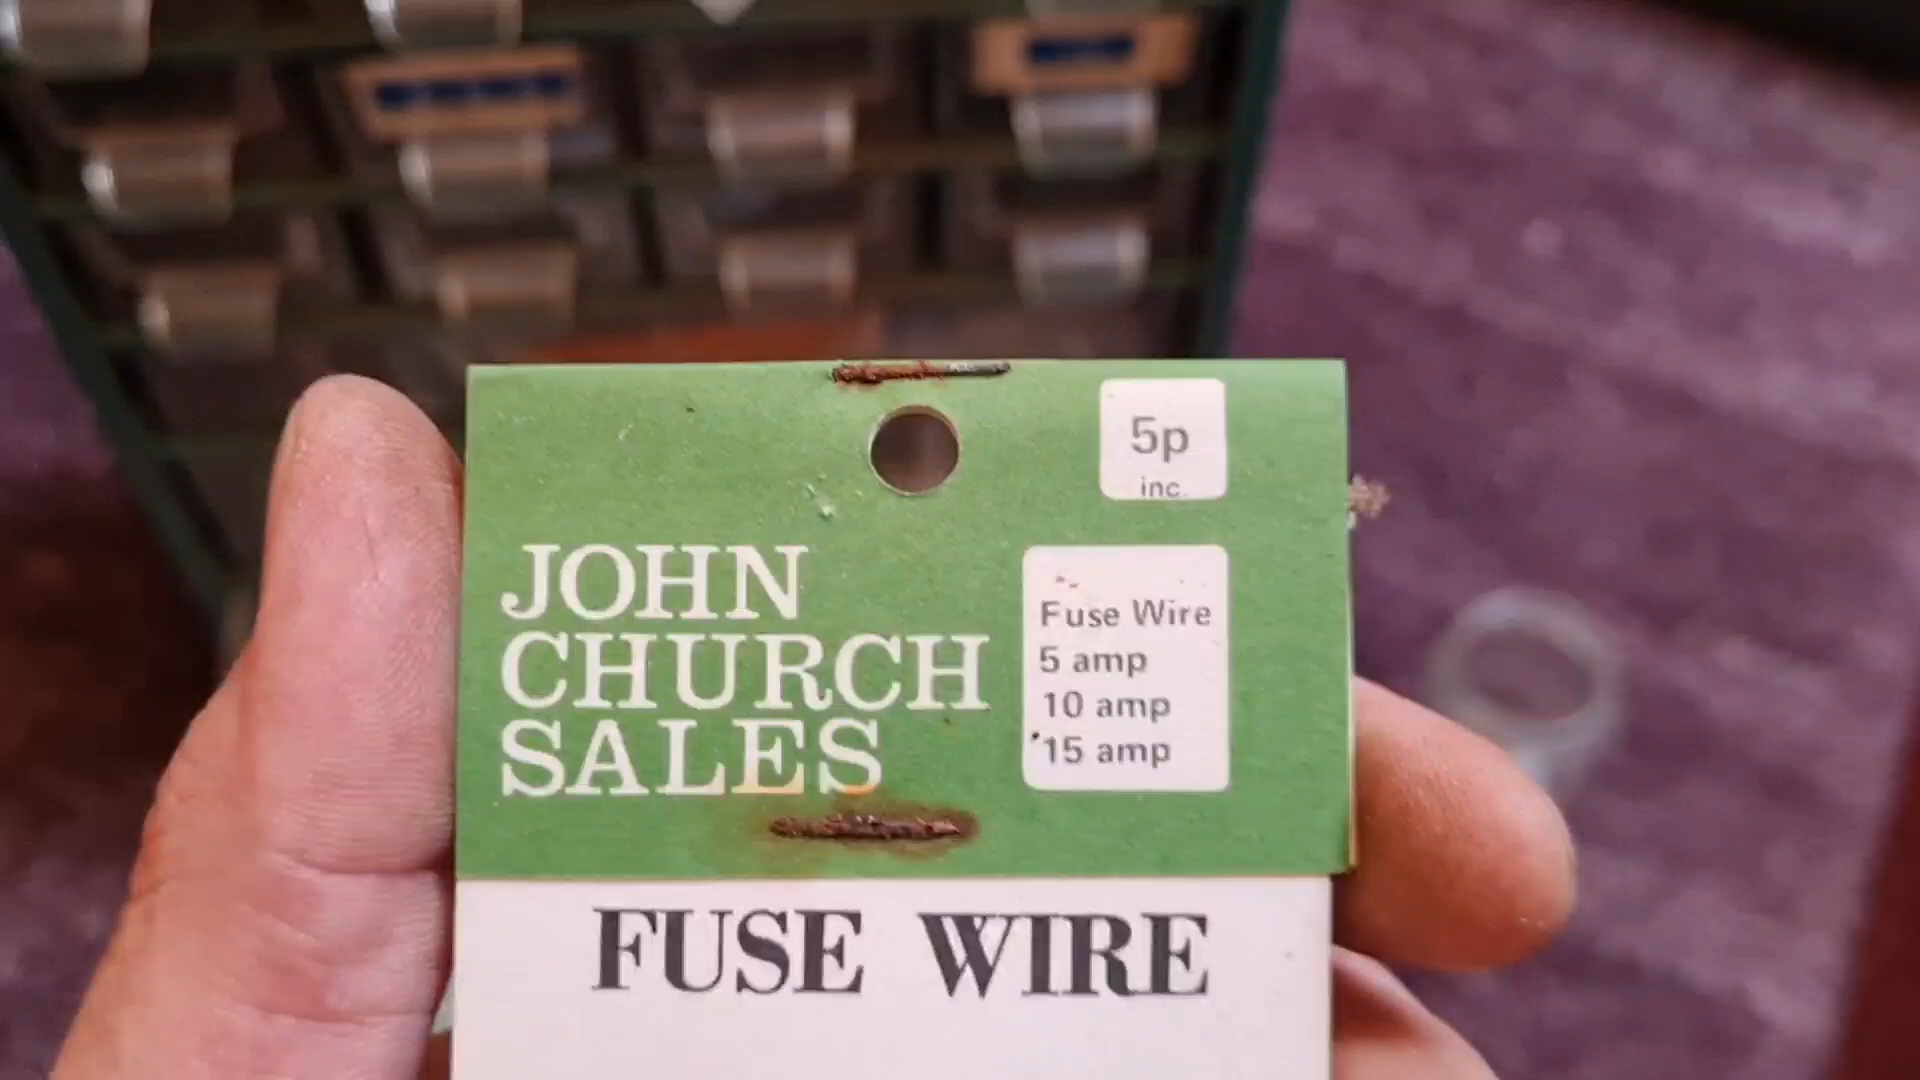 5p
inc.
JOHN
CHURCH
SALES
Fuse Wire
5 amp
10 amp
15 amp
FUSE WIRE